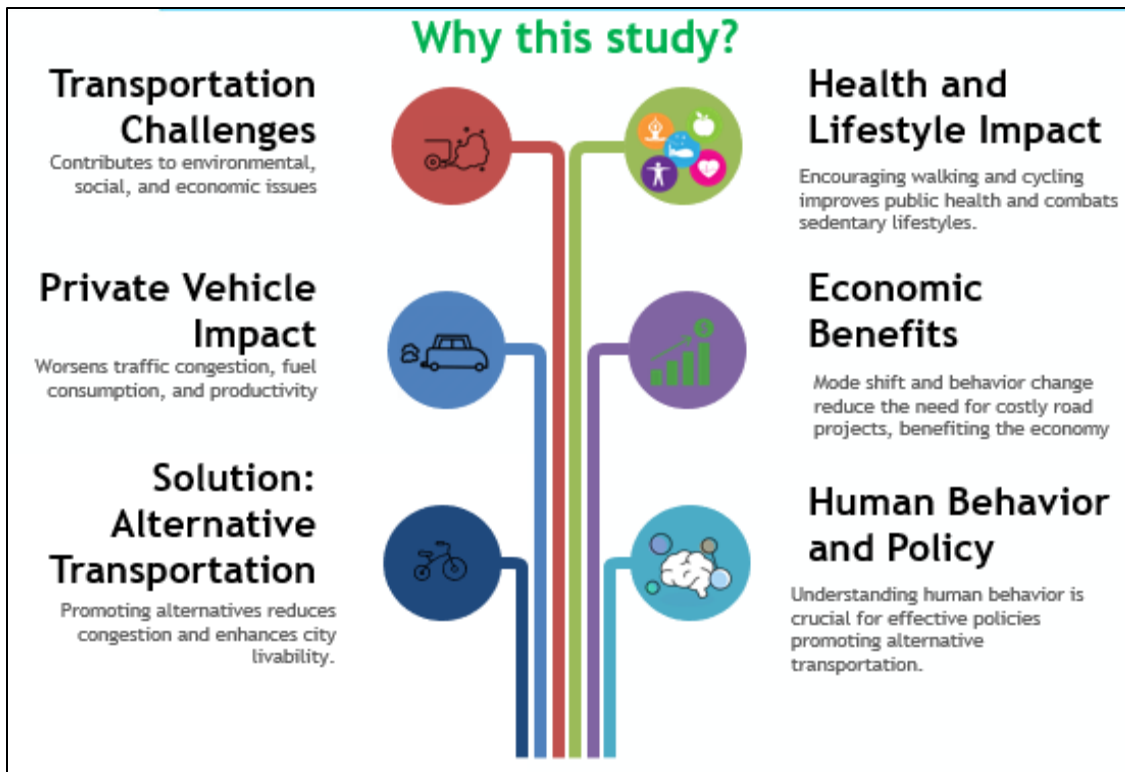 Why this study?
Transportation
Challenges
Contributes to environmental,
social, and economic issues
Private Vehicle
Impact
Worsens traffic congestion, fuel
consumption, and productivity
Solution:
Alternative
Transportation
Promoting alternatives reduces
congestion and enhances city
livability.
Health and
Lifestyle Impact
Encouraging walking and cycling
improves public health and combats
sedentary lifestyles.
$
Economic
Benefits
Mode shift and behavior change
reduce the need for costly road
projects, benefiting the economy
Human Behavior
and Policy
Understanding human behavior is
crucial for effective policies
promoting alternative
transportation.